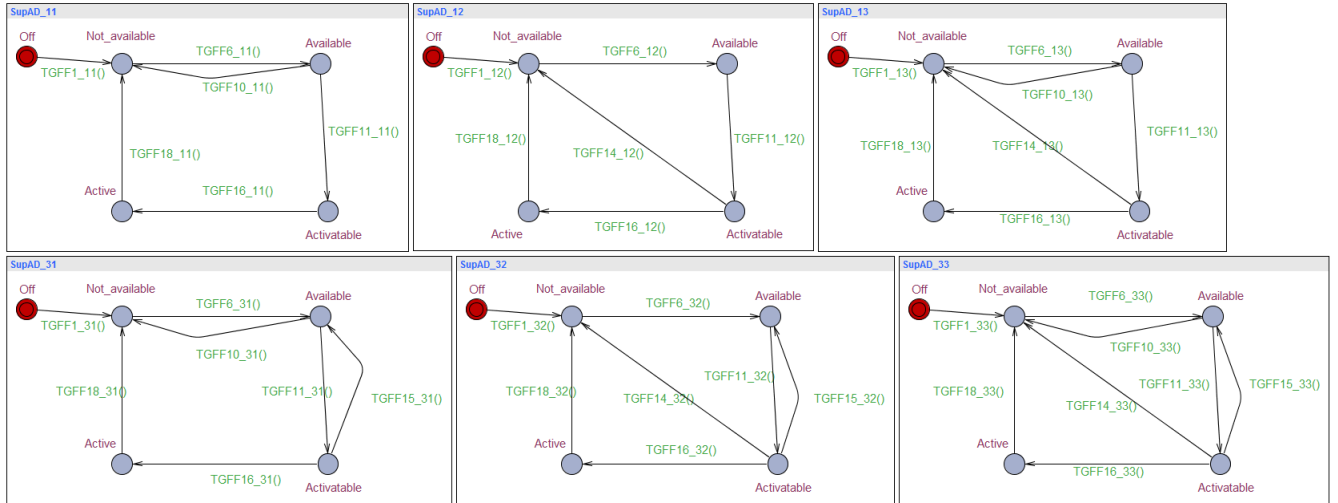 SupAD_11
Off
Not_available
TGFF6_11()
Available
TGFF1_11()
TGFF10_11()
TGFF11_11()
TGFF18_11()
Active
TGFF16_11()
Activatable
SupAD_12
Off
Not_available
TGFF6_12()
Available
TGFF1_12()
TGFF18_12()
TGFF14_12()
TGFF11_12()
Active
TGFF16_12()
Activatable
SupAD_13
Off
Not_available
TGFF6_13()
Available
TGFF1_13()
TGFF10_13()
TGFF11_13()
TGFF18_13()
TGFF14_13()
Active
TGFF16_13()
Activatable
SupAD_31
Off
Not_available
TGFF6_31()
Available
TGFF1_31()
TGFF10_31()
TGFF18_31()
TGFF11_31()
TGFF15_31()
Active
TGFF16_31()
Activatable
SupAD_32
Off
Not_available
TGFF6_32()
Available
TGFF1_32()
TGFF11_32()
TGFF18_32()
TGFF14_32()
TGFF15_32()
Active
TGFF16_32()
Activatable
SupAD_33
Off
Not_available
TGFF6_33()
Available
TGFF1_33()
TGFF10_33()
TGFF18_33()
TGFF11_33()
TGFF15_33()
TGFF14_33()
Active
TGFF16_33()
Activatable